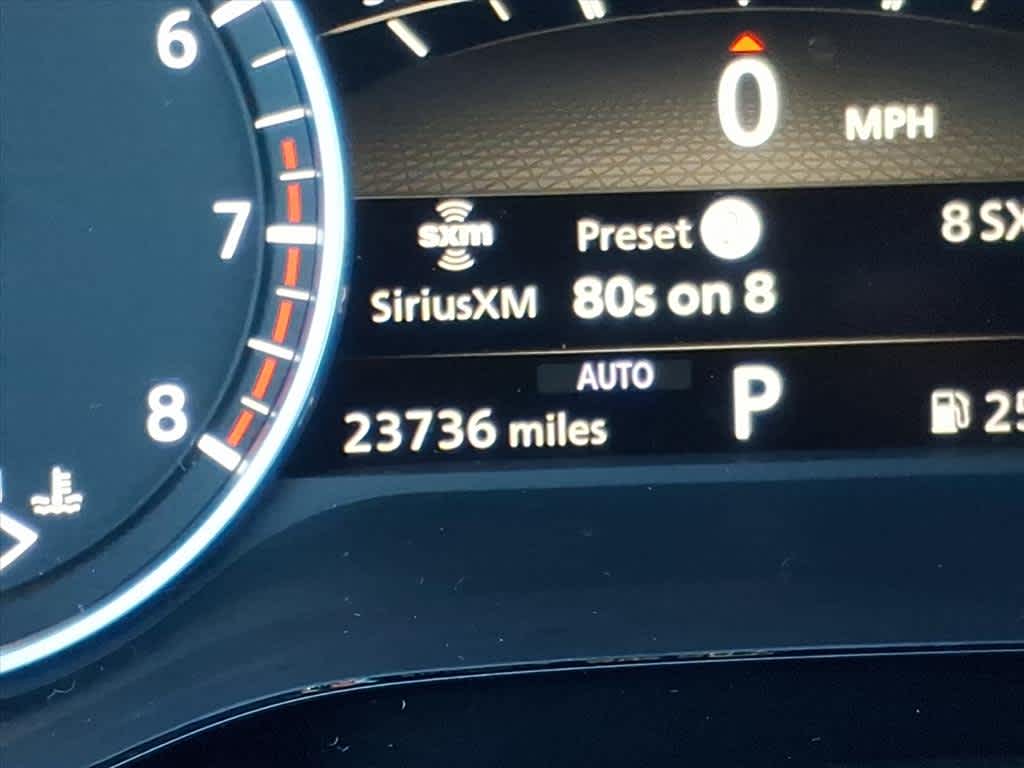 6
7
8
0 MPH
sxm
SiriusXM
Preset
80s on 8
8 SX
AUTO
23736 miles
P
25